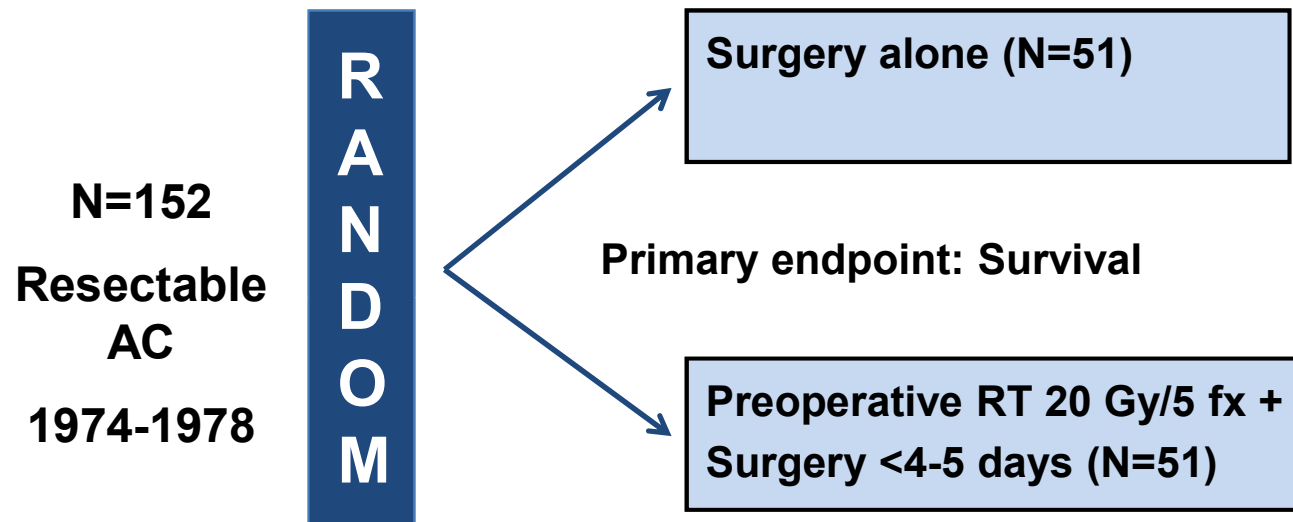 N=152
Resectable
AC
1974-1978
R
A
N
D
O
M
Surgery alone (N=51)
Primary endpoint: Survival
Preoperative RT 20 Gy/5 fx +
Surgery <4-5 days (N=51)